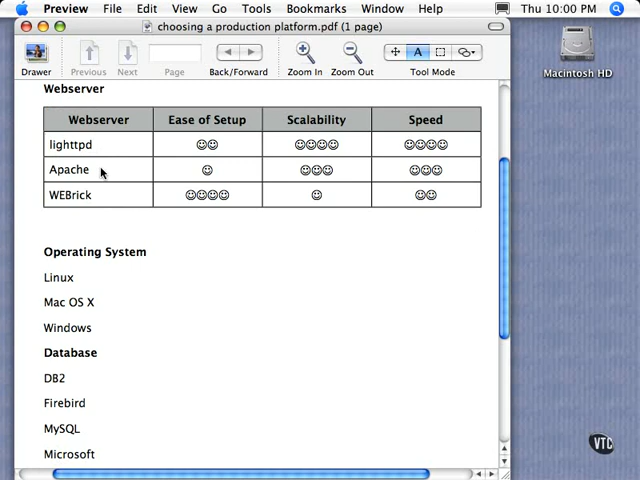 Preview File Edit View Go Tools Bookmarks Window Help Thu 10:00 PM
choosing a production platform.pdf (1 page)
Drawer Previous Next Page Back/Forward Zoom In Zoom Out Tool Mode
A
Macintosh HD
Webserver
Webserver Ease of Setup Scalability Speed
lighttpd ☺☺ ☺☺☺☺ ☺☺☺☺
Apache ☺ ☺☺☺ ☺☺☺
WEBrick ☺☺☺☺ ☺ ☺☺
Operating System
Linux
Mac OS X
Windows
Database
DB2
Firebird
MySQL
Microsoft
VTC